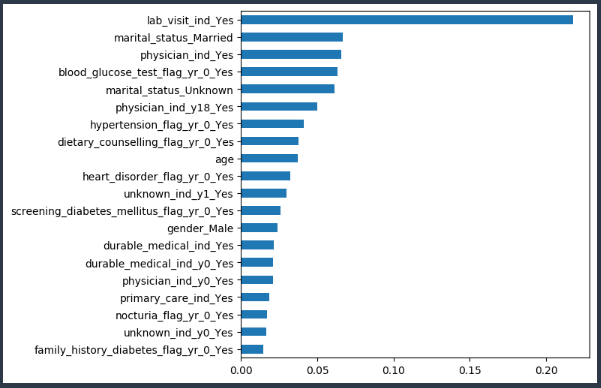 lab_visit_ind_Yes
marital_status_Married
physician_ind_Yes
blood_glucose_test_flag_yr_0_Yes
marital_status_Unknown
physician_ind_y18_Yes
hypertension_flag_yr_0_Yes
dietary_counselling_flag_yr_0_Yes
age
heart_disorder_flag_yr_0_Yes
unknown_ind_y1_Yes
screening_diabetes_mellitus_flag_yr_0_Yes
gender_Male
durable_medical_ind_Yes
durable_medical_ind_y0_Yes
physician_ind_y0_Yes
primary_care_ind_Yes
nocturia_flag_yr_0_Yes
unknown_ind_y0_Yes
family_history_diabetes_flag_yr_0_Yes
0.00 0.05 0.10 0.15 0.20